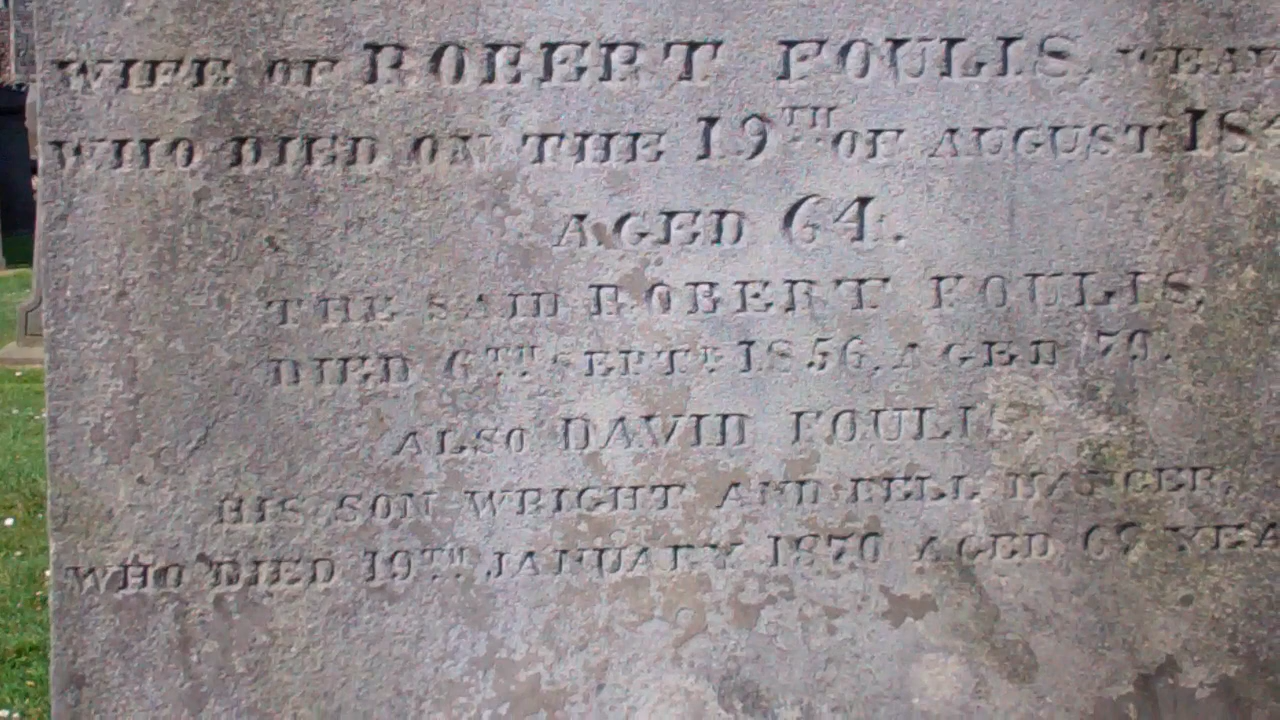 WIFE OF ROBERT FOULIS,
WHO DIED ON THE 19TH OF AUGUST
AGED 64.
THE SAID ROBERT FOULIS,
DIED 6TH SEPTR 1856, AGED
ALSO DAVID FOULIS,
HIS SON WRIGHT AND BELL HANGER,
WHO DIED 19TH JANUARY 1870 AGED